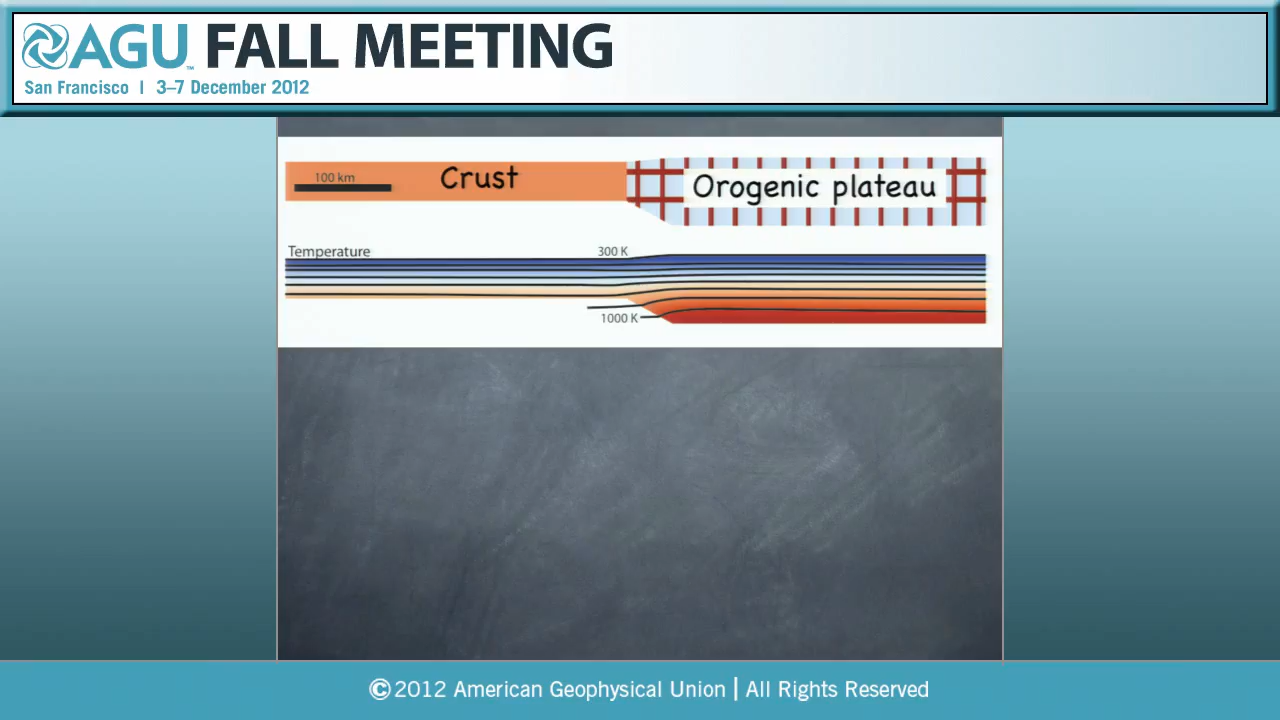 AGU™ FALL MEETING
San Francisco | 3–7 December 2012
100 km
Crust
Orogenic plateau
Temperature
300 K
1000 K
©2012 American Geophysical Union | All Rights Reserved